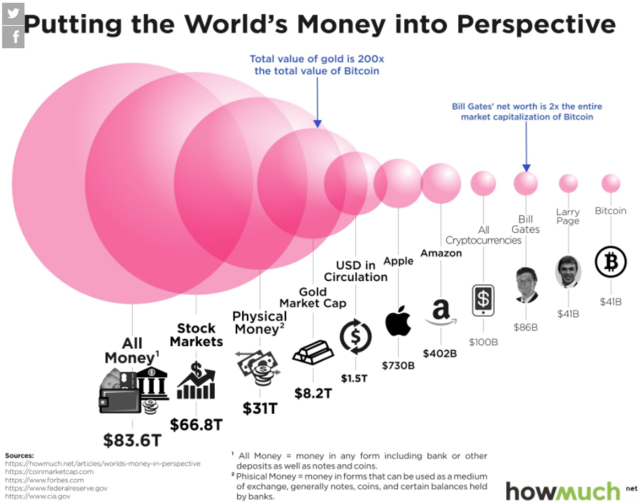 Putting the World's Money into Perspective
Total value of gold is 200x
the total value of Bitcoin
Bill Gates' net worth is 2x the entire
market capitalization of Bitcoin
All
Money¹
$83.6T
Stock
Markets
$66.8T
Physical
Money²
$31T
Gold
Market Cap
$8.2T
USD in
Circulation
$1.5T
Apple
$730B
Amazon
$402B
All
Cryptocurrencies
$100B
Bill
Gates
$86B
Larry
Page
$41B
Bitcoin
$41B
Sources:
https://howmuch.net/articles/worlds-money-in-perspective
https://coinmarketcap.com
https://www.forbes.com
https://www.federalreserve.gov
https://www.cia.gov
¹ All Money = money in any form including bank or other
deposits as well as notes and coins.
² Phisical Money = money in forms that can be used as a medium
of exchange, generally notes, coins, and certain balances held
by banks.
howmuch.net